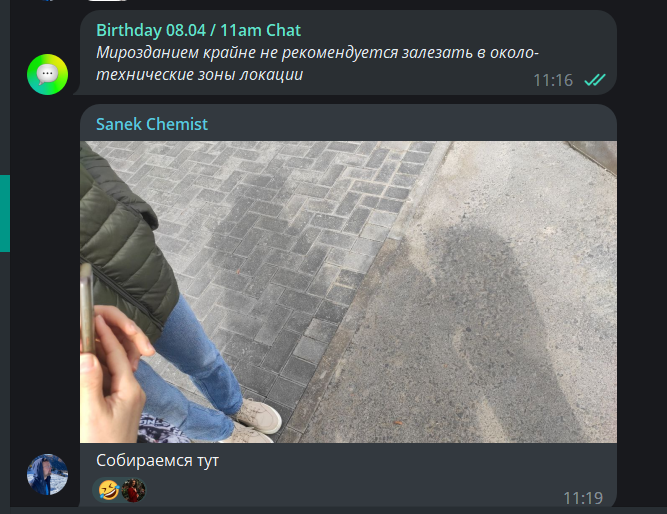 Birthday 08.04 / 11am Chat
Мирозданием крайне не рекомендуется залезать в около-
технические зоны локации
11:16
Sanek Chemist
Собираемся тут
11:19